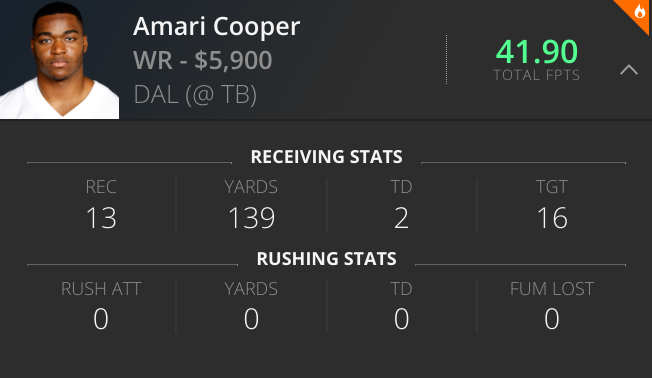 Amari Cooper
WR - $5,900
DAL (@ TB)
41.90
TOTAL FPTS
RECEIVING STATS
REC YARDS TD TGT
13 139 2 16
RUSHING STATS
RUSH ATT YARDS TD FUM LOST
0 0 0 0